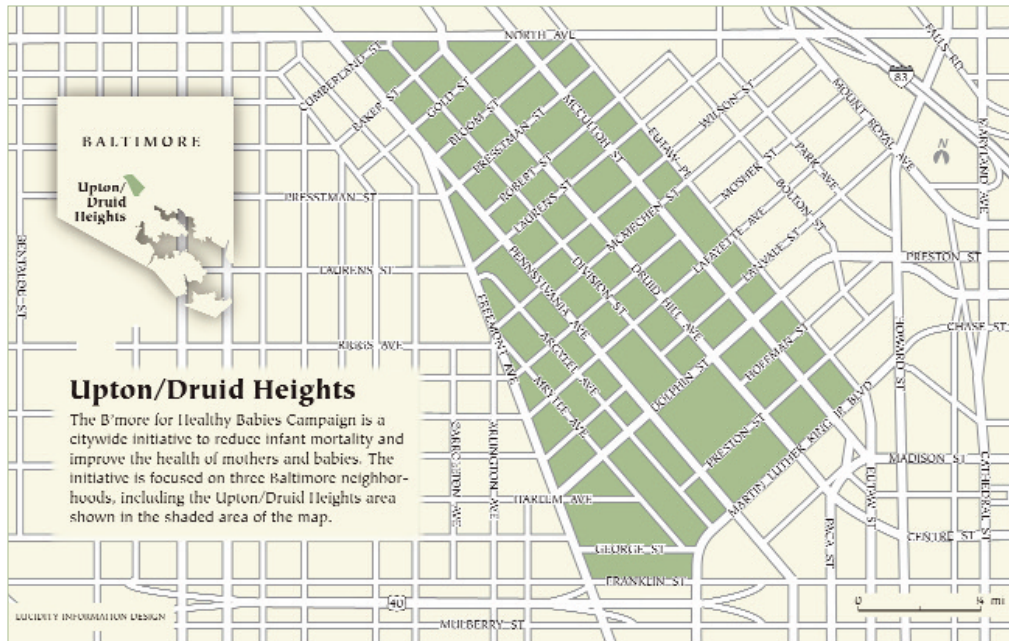 NORTH AVE
FALLS RD
83
CUMBERLAND ST
BAKER ST
GOLD ST
BLOOM ST
PRESSTMAN ST
MCCULLOH ST
EUTAW PL
WILSON ST
MOUNT ROYAL AVE
MARYLAND AVE
N
BALTIMORE
Upton/
Druid
Heights
PRESSTMAN ST
ROBERT ST
LAURENS ST
MCMECHEN ST
MOSHER ST
PARK AVE
BOLTON ST
LAFAYETTE AVE
LANVALE ST
PRESTON ST
BENTALOU ST
LAURENS ST
PENNSYLVANIA AVE
DIVISION ST
DRUID HILL AVE
FREEMONT AVE
RIGGS AVE
ARGYLE AVE
MRYTLE AVE
DOLPHIN ST
HOFFMAN ST
HOWARD ST
CHASE ST
Upton/Druid Heights
The B'more for Healthy Babies Campaign is a
citywide initiative to reduce infant mortality and
improve the health of mothers and babies. The
initiative is focused on three Baltimore neighbor-
hoods, including the Upton/Druid Heights area
shown in the shaded area of the map.
CARROLLTON AVE
ARLINGTON AVE
PRESTON ST
MARTIN LUTHER KING JR BLVD
MADISON ST
EUTAW ST
CATHEDRAL ST
HARLEM AVE
PACA ST
CENTRE ST
GEORGE ST
FRANKLIN ST
40
MULBERRY ST
LUCIDITY INFORMATION DESIGN
0 ¼ mi